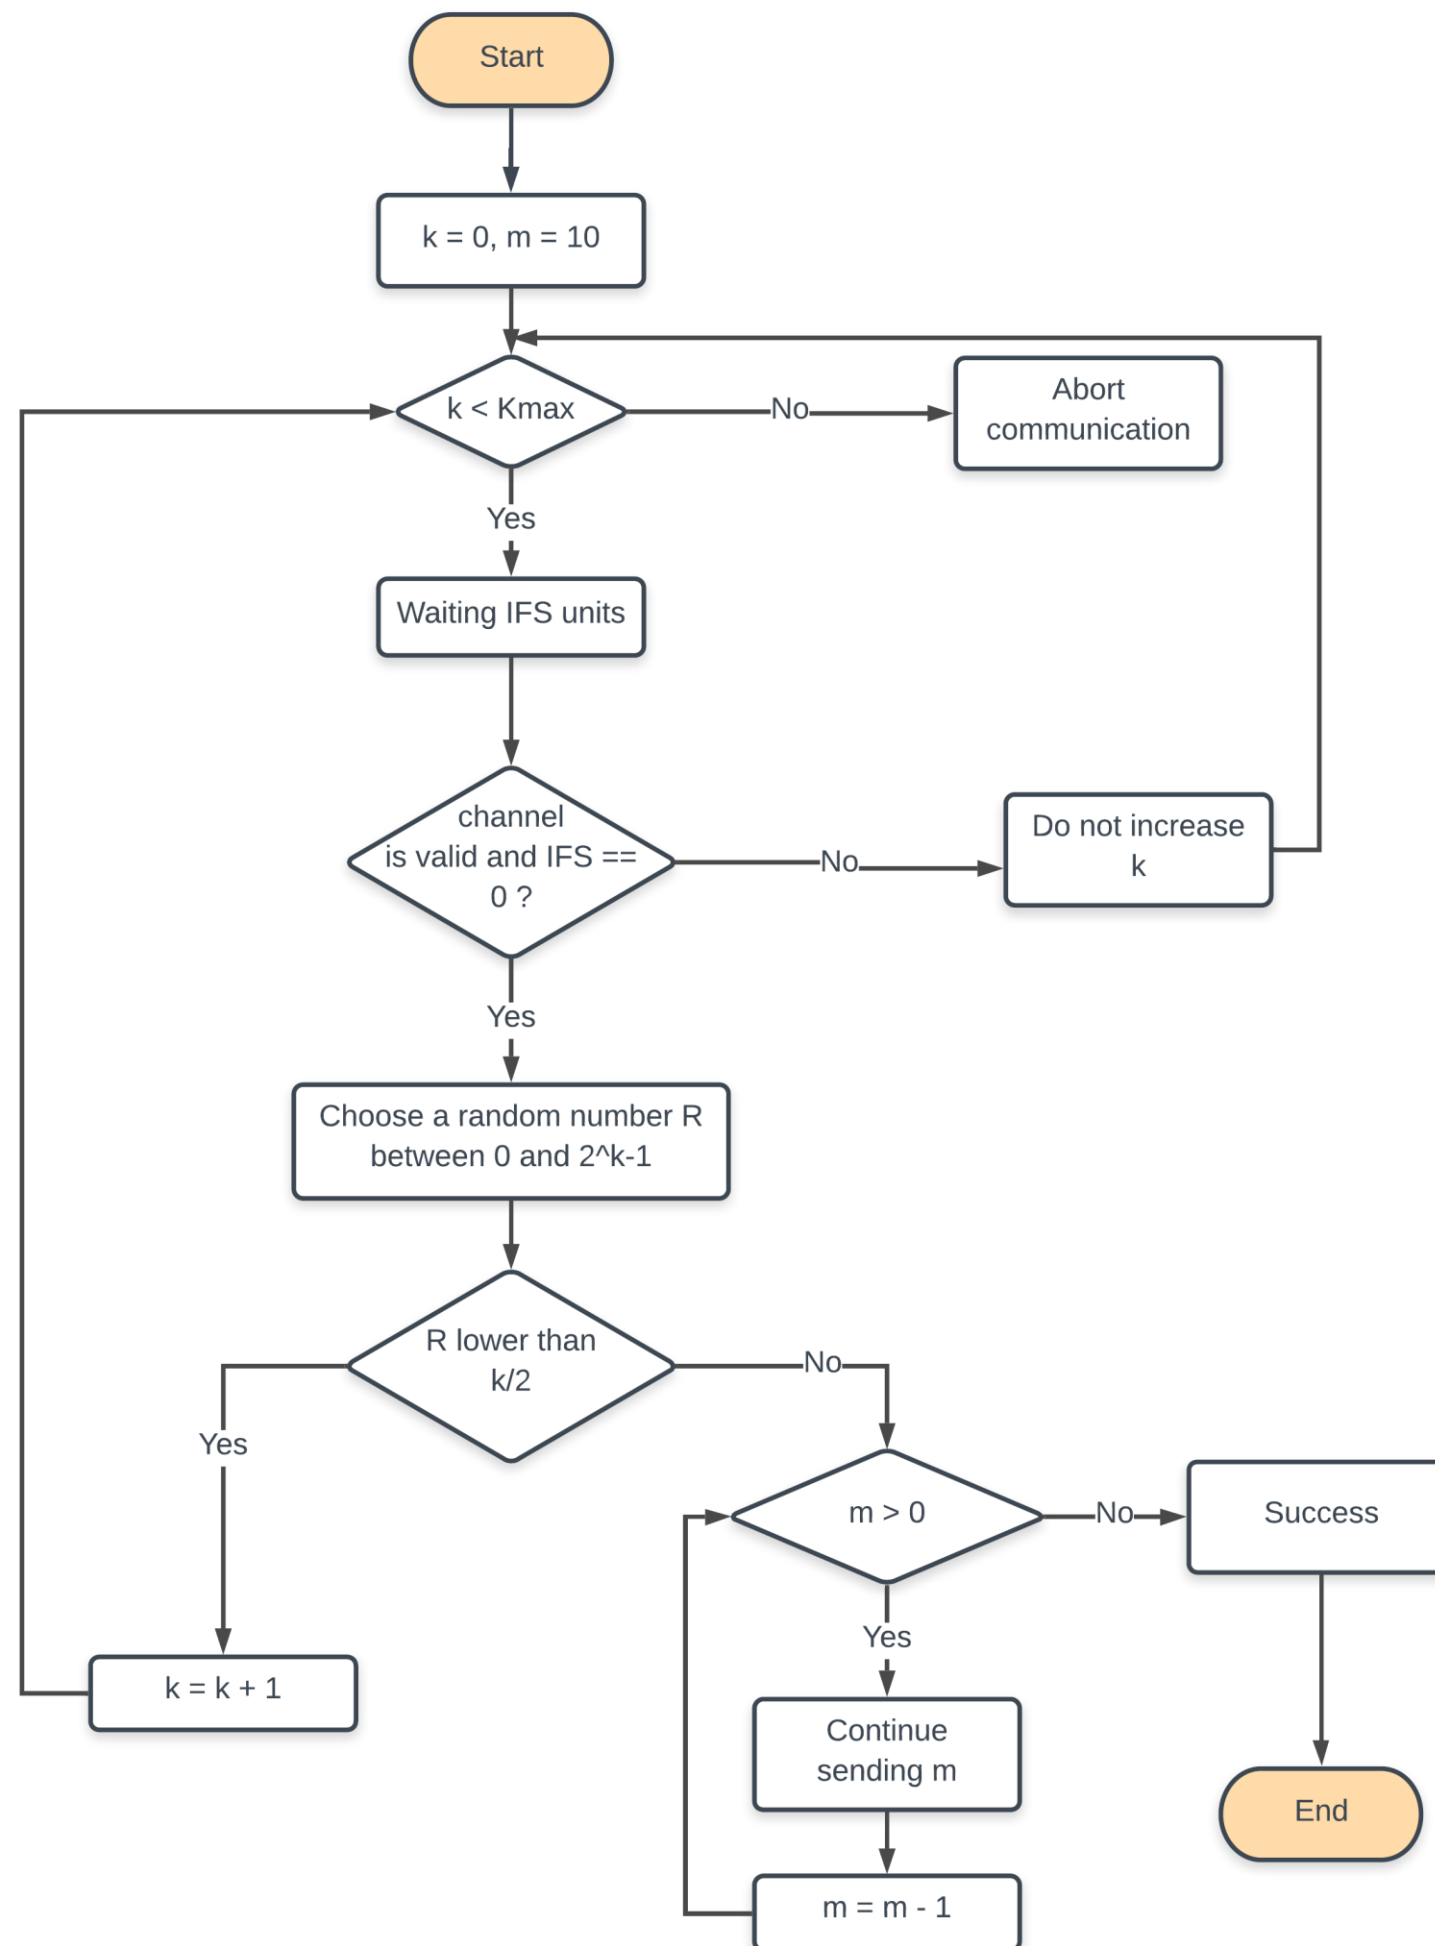 Start
k = 0, m = 10
k < Kmax
No
Abort
communication
Yes
Waiting IFS units
channel
is valid and IFS ==
0 ?
No
Do not increase
k
Yes
Choose a random number R
between 0 and 2^k-1
R lower than
k/2
No
Yes
m > 0
No
Success
Yes
k = k + 1
Continue
sending m
End
m = m - 1